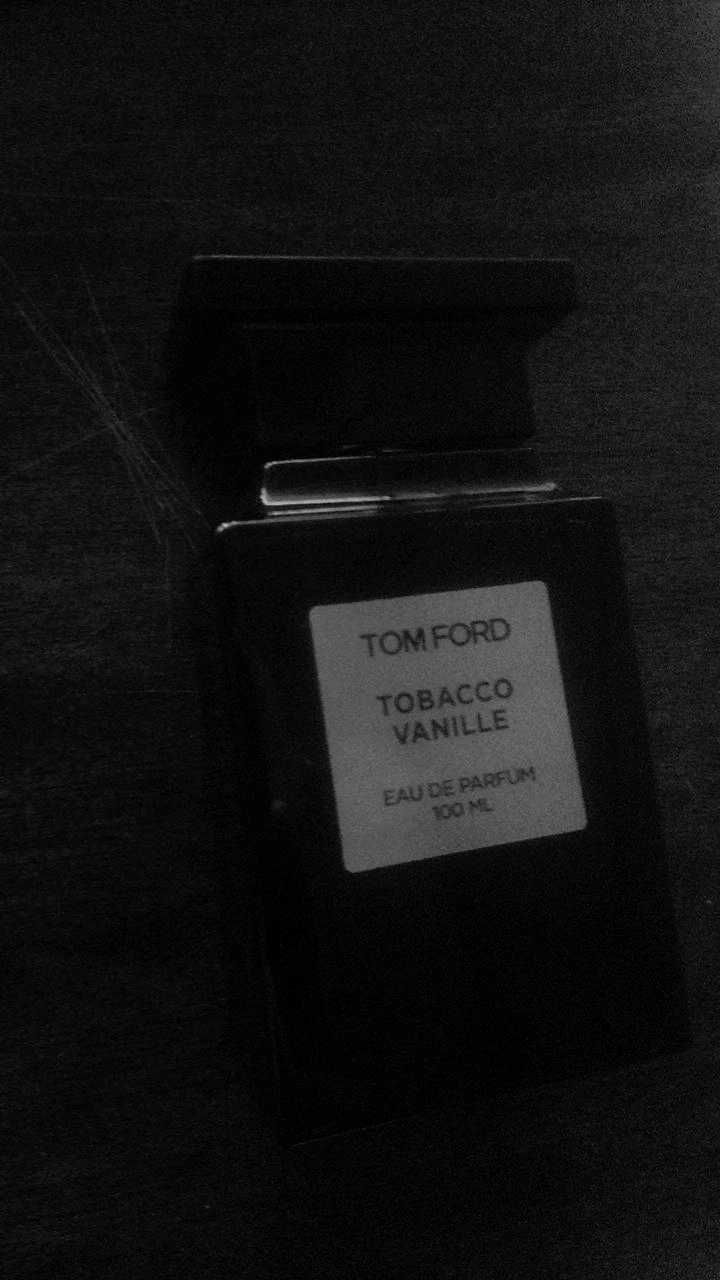 TOM FORD
TOBACCO
VANILLE
EAU DE PARFUM
100 ML